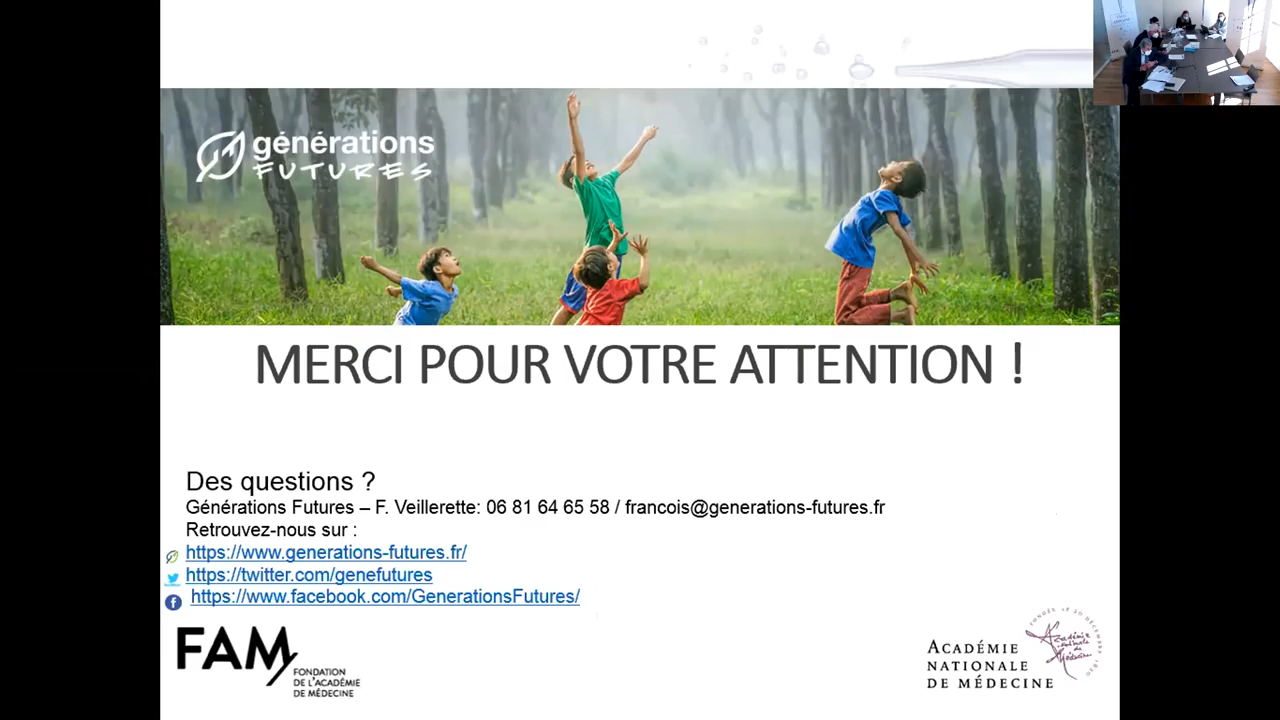 générations
FUTURES
MERCI POUR VOTRE ATTENTION !
Des questions ?
Générations Futures – F. Veillerette: 06 81 64 65 58 / francois@generations-futures.fr
Retrouvez-nous sur :
https://www.generations-futures.fr/
https://twitter.com/genefutures
https://www.facebook.com/GenerationsFutures/
FAM
FONDATION
DE L'ACADÉMIE
DE MÉDECINE
ACADÉMIE
NATIONALE
DE MÉDECINE